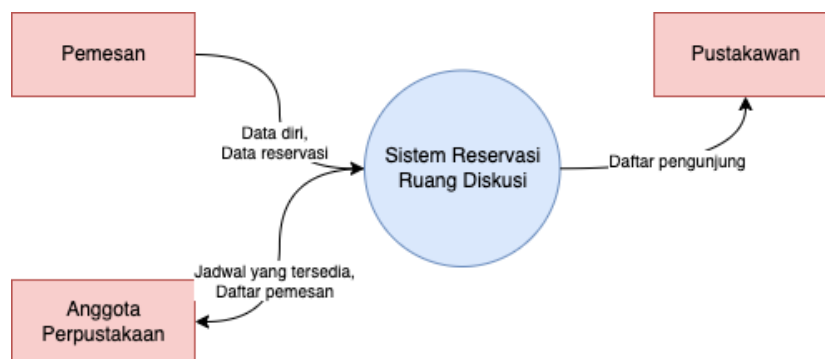 Pemesan
Pustakawan
Data diri,
Data reservasi
Sistem Reservasi
Ruang Diskusi
Daftar pengunjung
Jadwal yang tersedia,
Daftar pemesan
Anggota
Perpustakaan